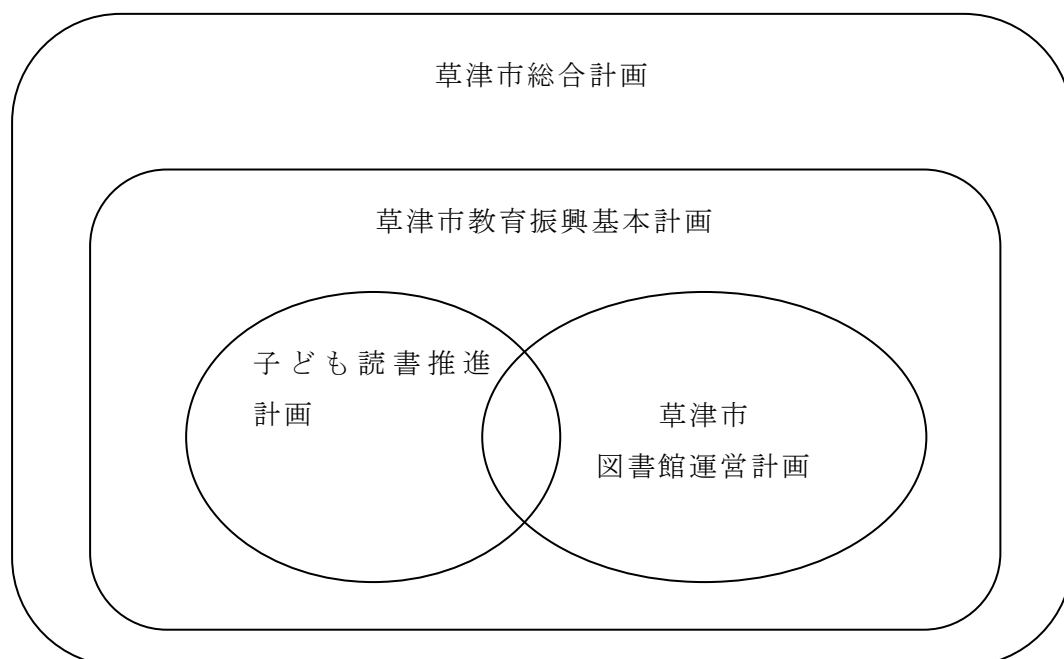 草津市総合計画
草津市教育振興基本計画
子ども読書推進
計画
草津市
図書館運営計画